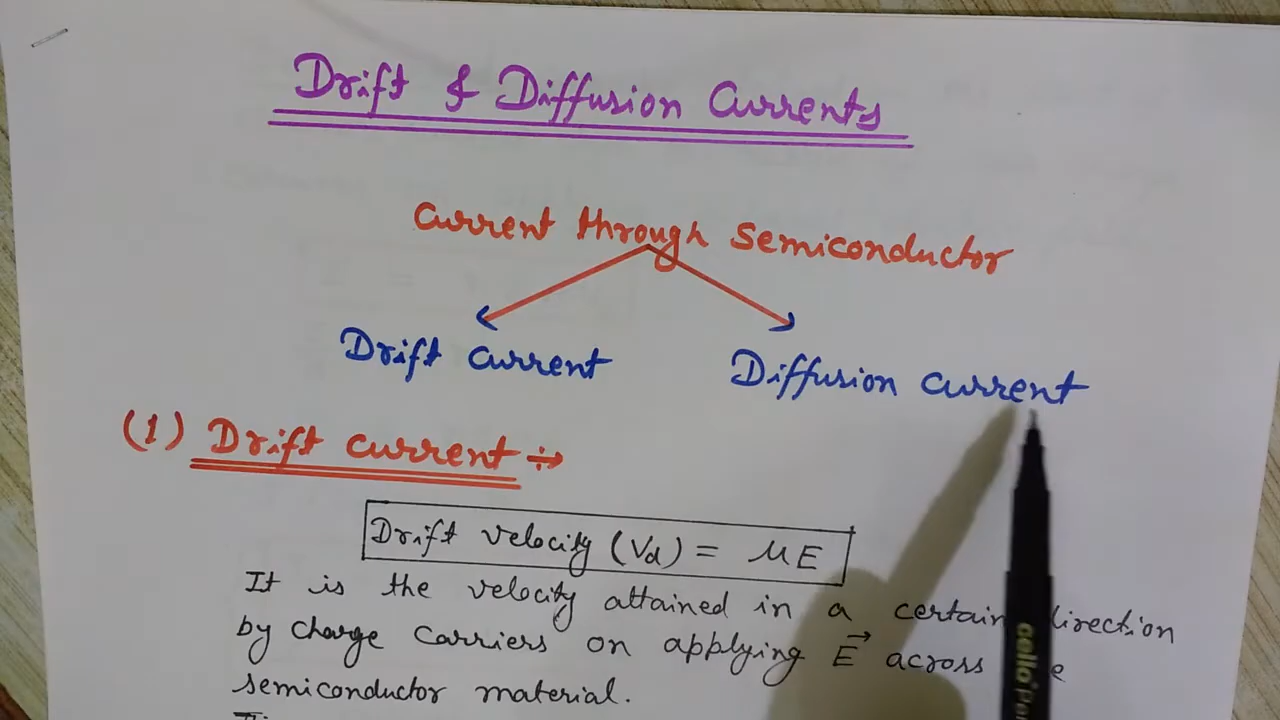 Drift & Diffusion Currents
Current through Semiconductor
Drift Current
Diffusion Current
(1) Drift Current ÷
Drift velocity (Vd) = μE
It is the velocity attained in a certain direction
by charge carriers on applying E⃗ across
semiconductor material.
cello